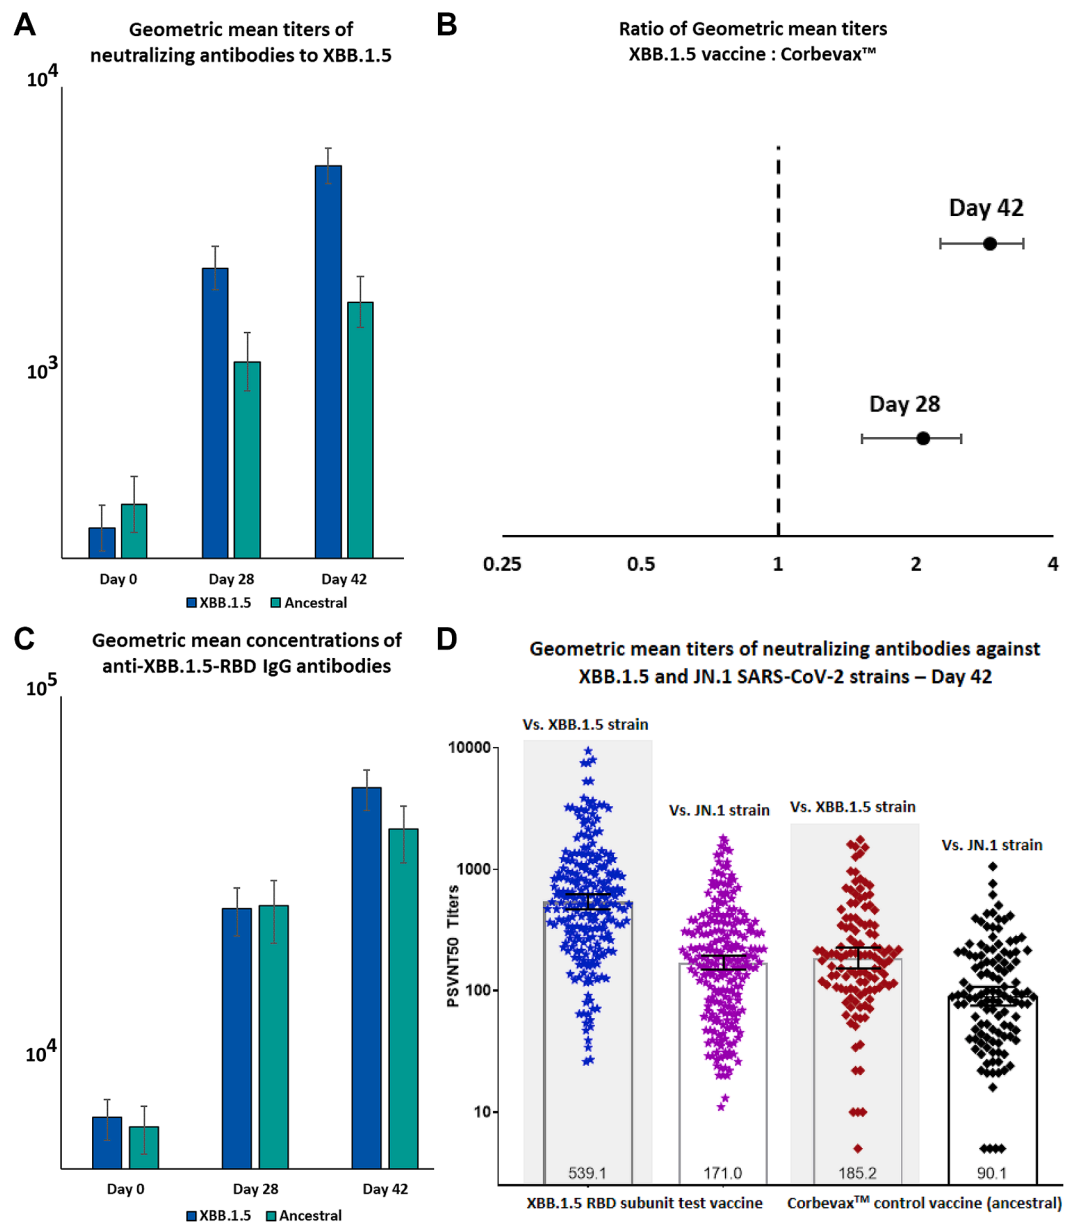 A
Geometric mean titers of
neutralizing antibodies to XBB.1.5
10^4
10^3
Day 0
Day 28
Day 42
XBB.1.5
Ancestral
B
Ratio of Geometric mean titers
XBB.1.5 vaccine : Corbevax™
Day 42
Day 28
0.25
0.5
1
2
4
C
Geometric mean concentrations of
anti-XBB.1.5-RBD IgG antibodies
10^5
10^4
Day 0
Day 28
Day 42
XBB.1.5
Ancestral
D
Geometric mean titers of neutralizing antibodies against
XBB.1.5 and JN.1 SARS-CoV-2 strains – Day 42
Vs. XBB.1.5 strain
Vs. JN.1 strain
Vs. XBB.1.5 strain
Vs. JN.1 strain
PSVNT50 Titers
10000
1000
100
10
539.1
171.0
185.2
90.1
XBB.1.5 RBD subunit test vaccine
Corbevax™ control vaccine (ancestral)